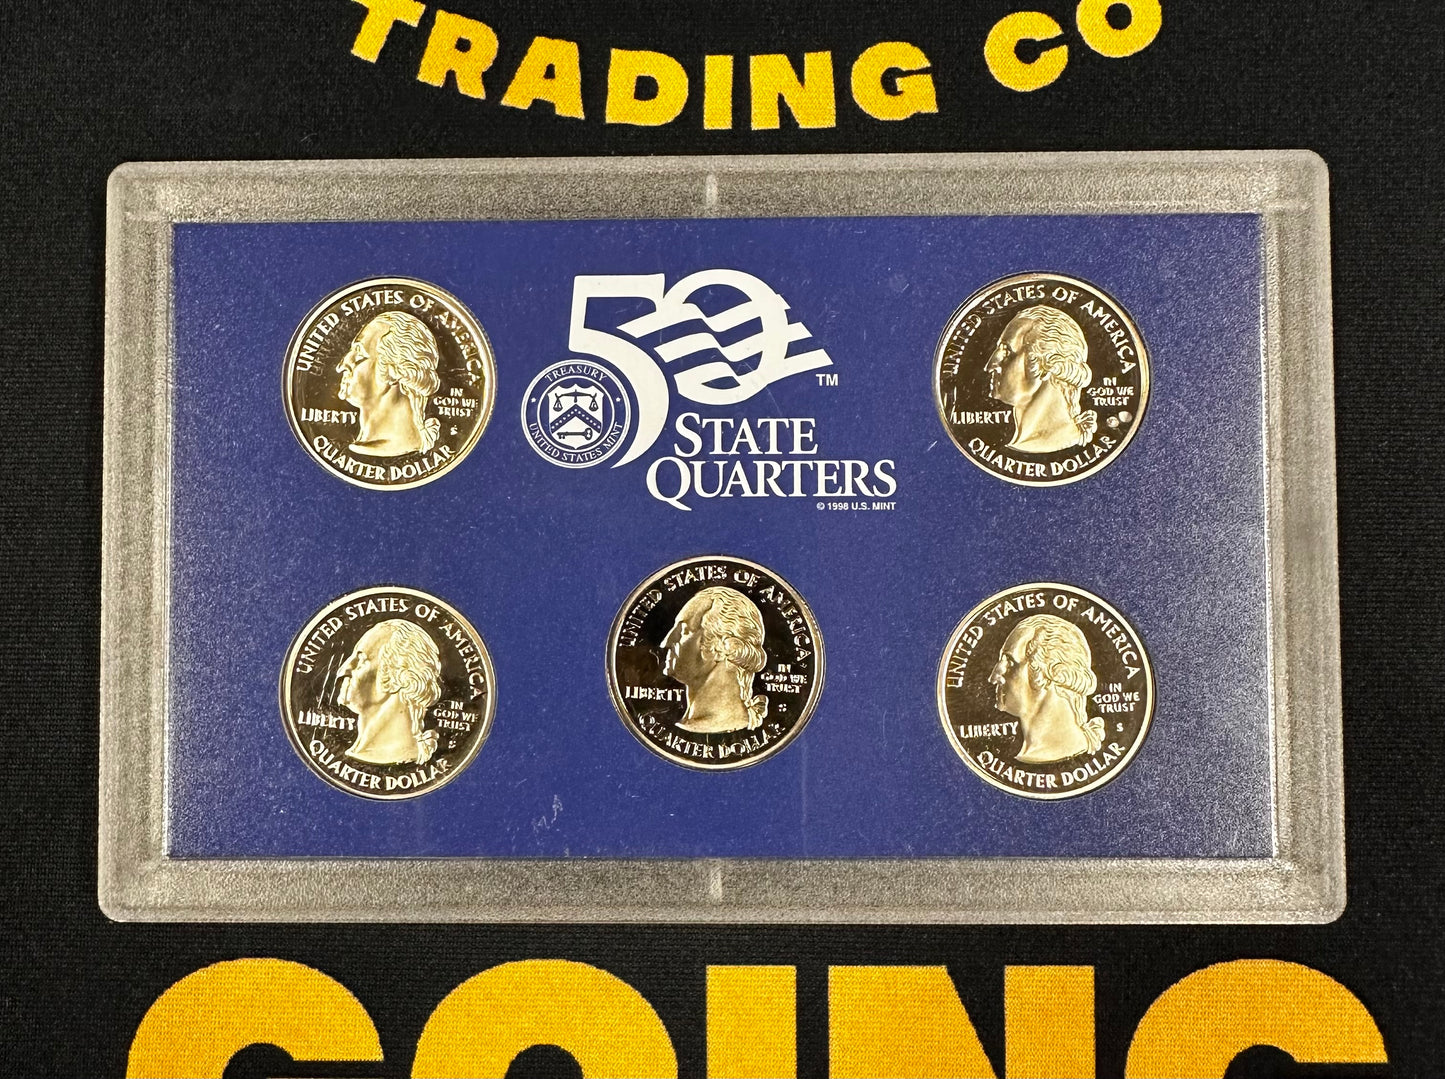 TRADING CO
50
TM
TREASURY
UNITED STATES MINT
STATE
QUARTERS
© 1998 U.S. MINT
UNITED STATES OF AMERICA
LIBERTY
IN
GOD WE
TRUST
S
QUARTER DOLLAR
UNITED STATES OF AMERICA
LIBERTY
IN
GOD WE
TRUST
QUARTER DOLLAR
UNITED STATES OF AMERICA
LIBERTY
IN
GOD WE
TRUST
S
QUARTER DOLLAR
UNITED STATES OF AMERICA
LIBERTY
IN
GOD WE
TRUST
S
QUARTER DOLLAR
UNITED STATES OF AMERICA
LIBERTY
IN
GOD WE
TRUST
S
QUARTER DOLLAR